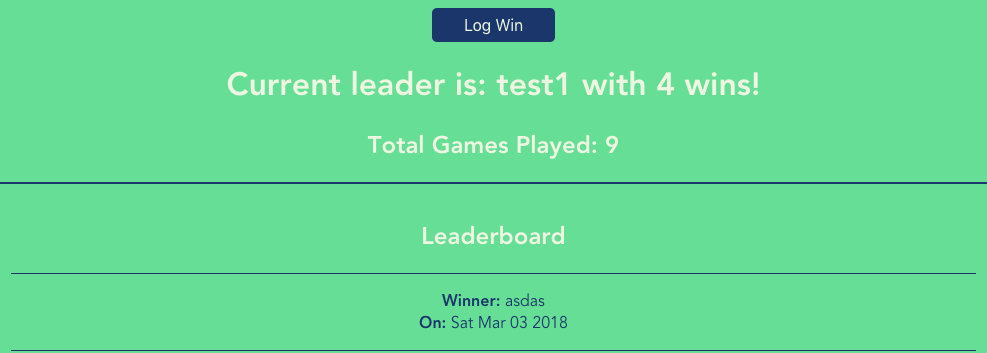 Log Win
Current leader is: test1 with 4 wins!
Total Games Played: 9
Leaderboard
Winner: asdas
On: Sat Mar 03 2018